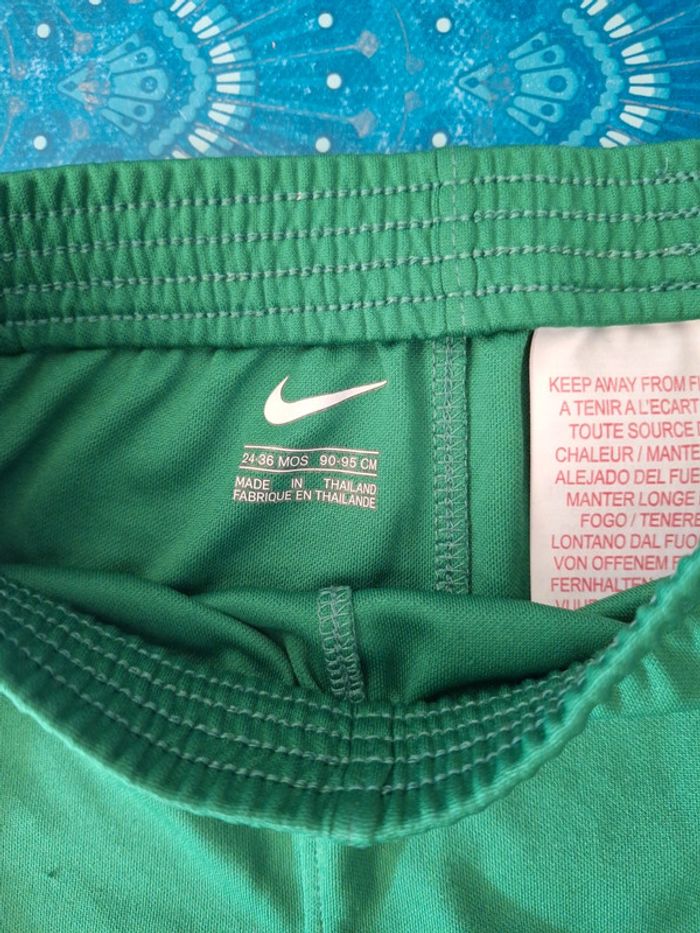 24-36 MOS 90-95 CM
MADE IN THAILAND
FABRIQUE EN THAILANDE
KEEP AWAY FROM
A TENIR A L'ECART
TOUTE SOURCE
CHALEUR / MANTE
ALEJADO DEL FUE
MANTER LONGE
FOGO / TENERE
LONTANO DAL FUO
VON OFFENEM
FERNHALTEN